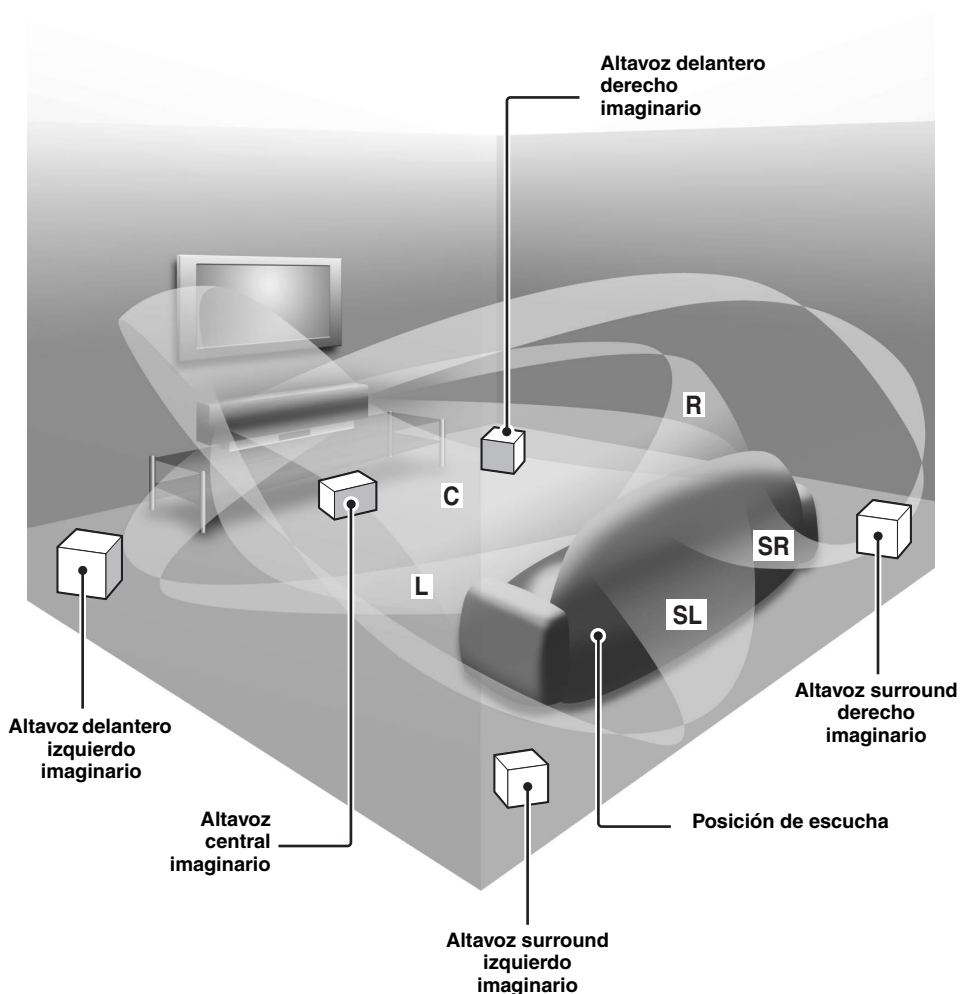 Altavoz delantero
derecho
imaginario
R
C
SR
L
SL
Altavoz surround
derecho
imaginario
Altavoz delantero
izquierdo
imaginario
Altavoz
central
imaginario
Posición de escucha
Altavoz surround
izquierdo
imaginario